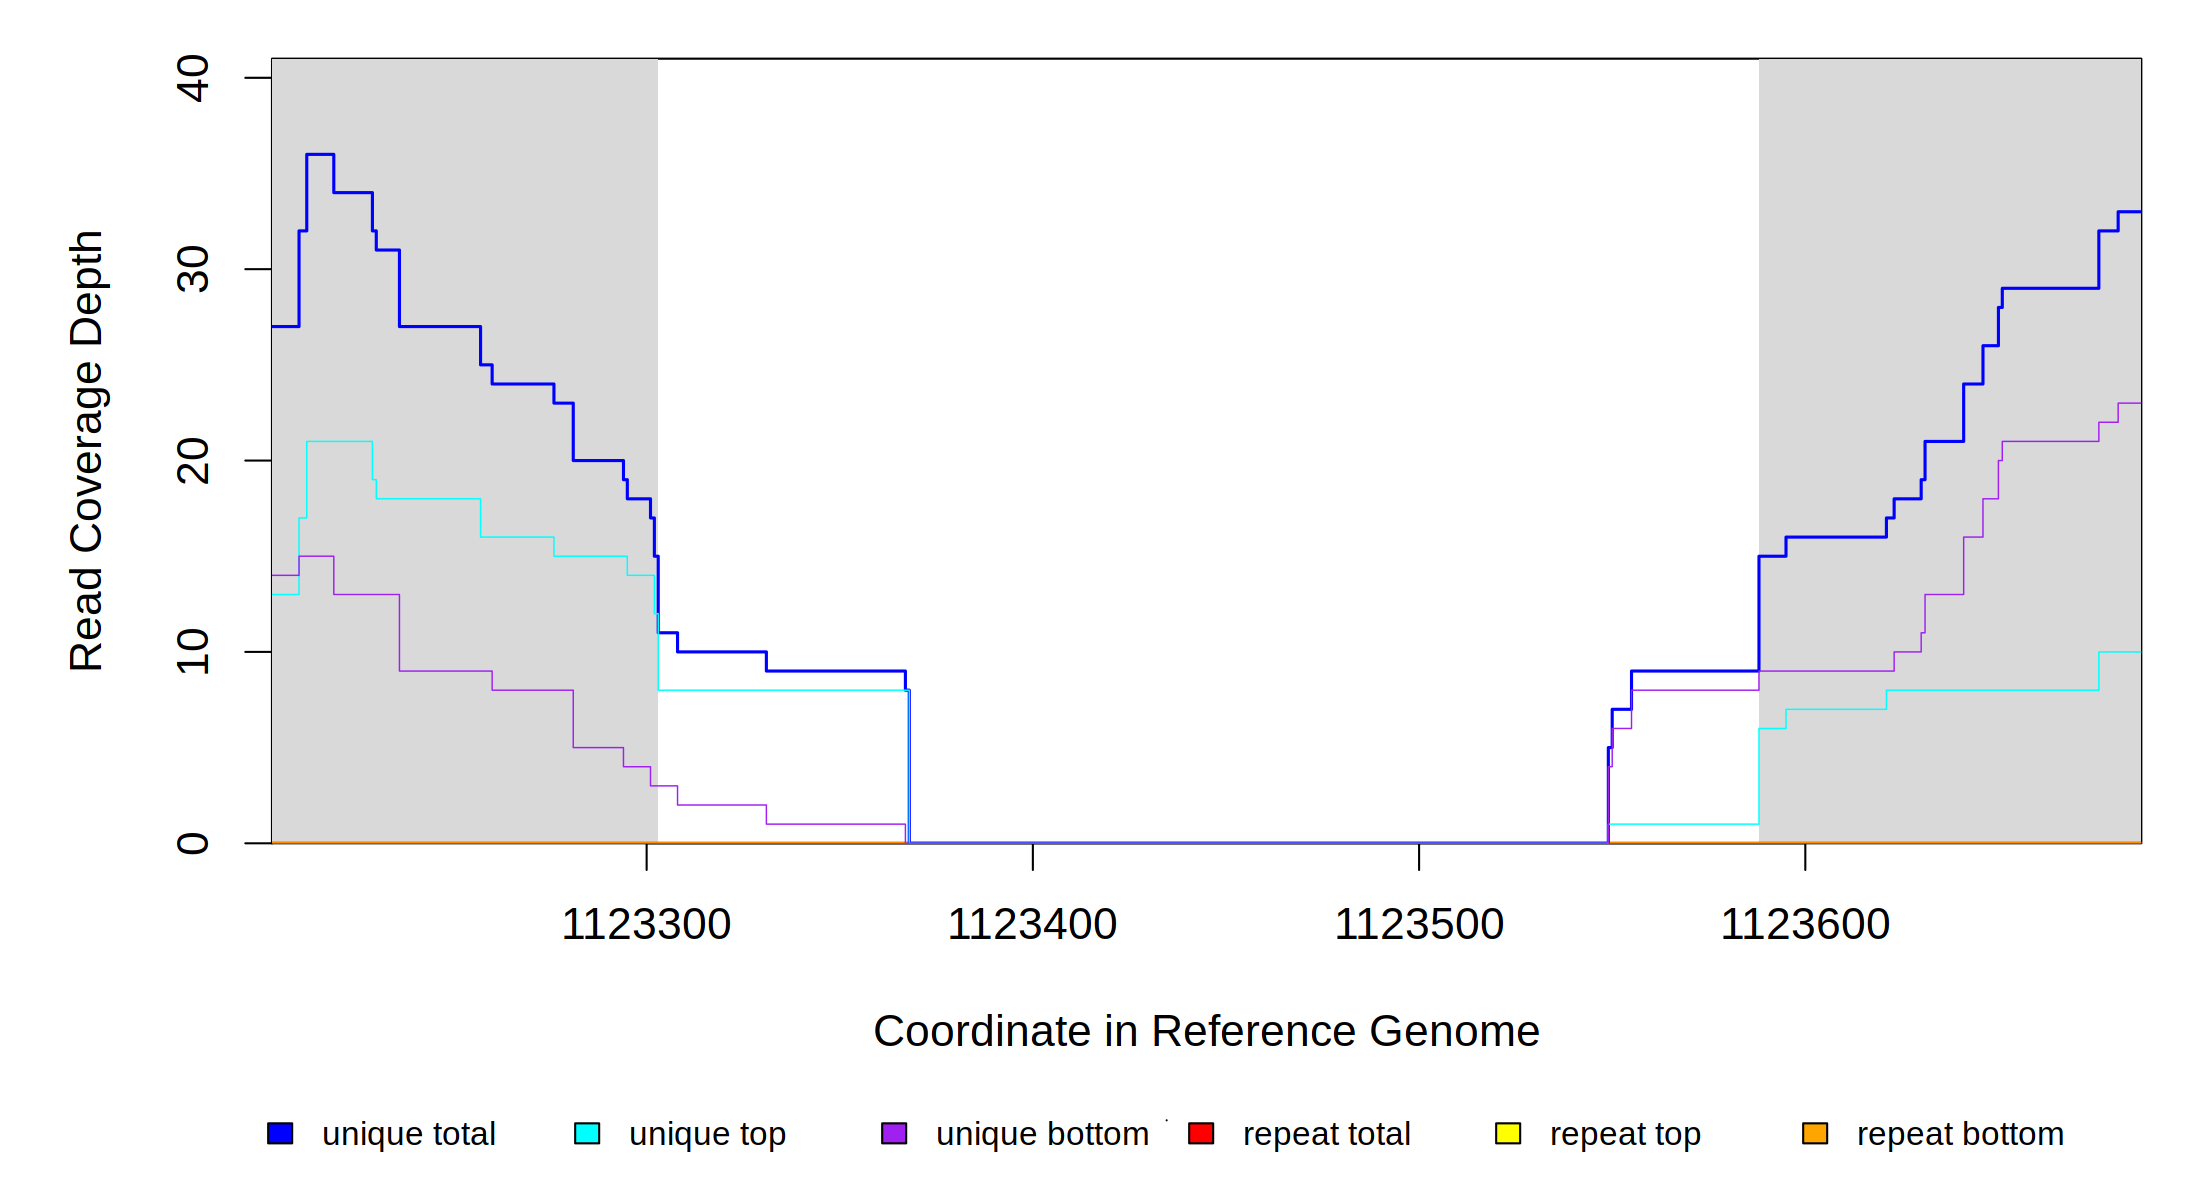 40
30
20
10
0
Read Coverage Depth
1123300 1123400 1123500 1123600
Coordinate in Reference Genome
unique total unique top unique bottom repeat total repeat top repeat bottom